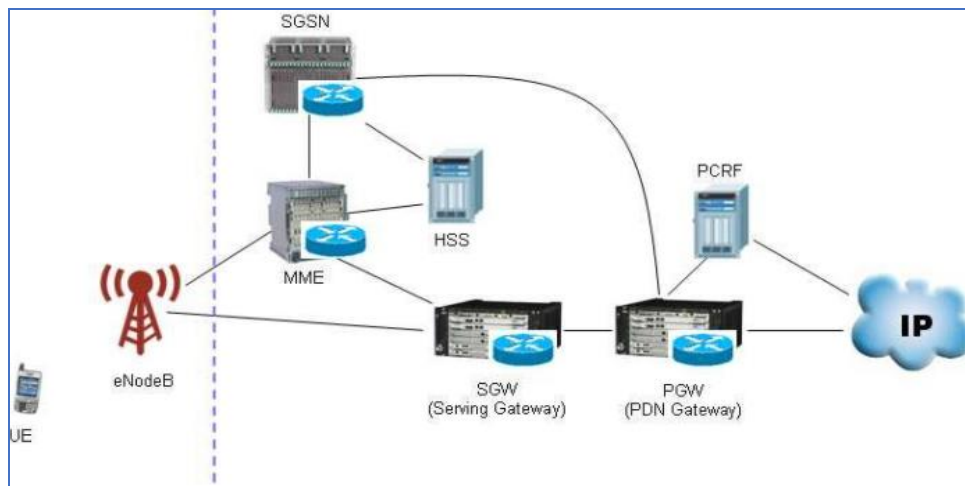 SGSN
PCRF
HSS
MME
IP
eNodeB
SGW
(Serving Gateway)
PGW
(PDN Gateway)
UE